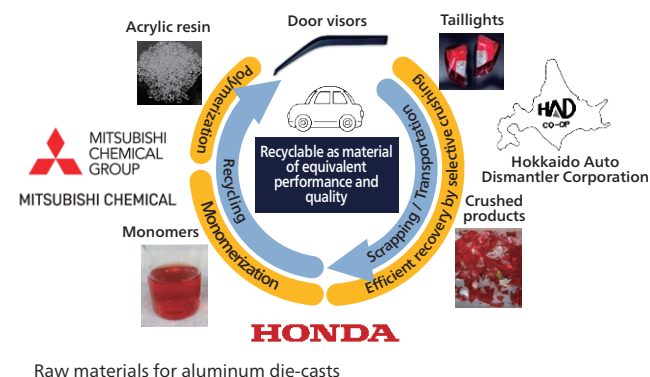 Door visors
Acrylic resin
Taillights
Polymerization
Efficient recovery by selective crushing
Scrapping / Transportation
HAD
CO-OP
MITSUBISHI
CHEMICAL
GROUP
MITSUBISHI CHEMICAL
Recycling
Recyclable as material
of equivalent
performance and
quality
Hokkaido Auto
Dismantler Corporation
Crushed
products
Monomers
Monomerization
HONDA
Raw materials for aluminum die-casts